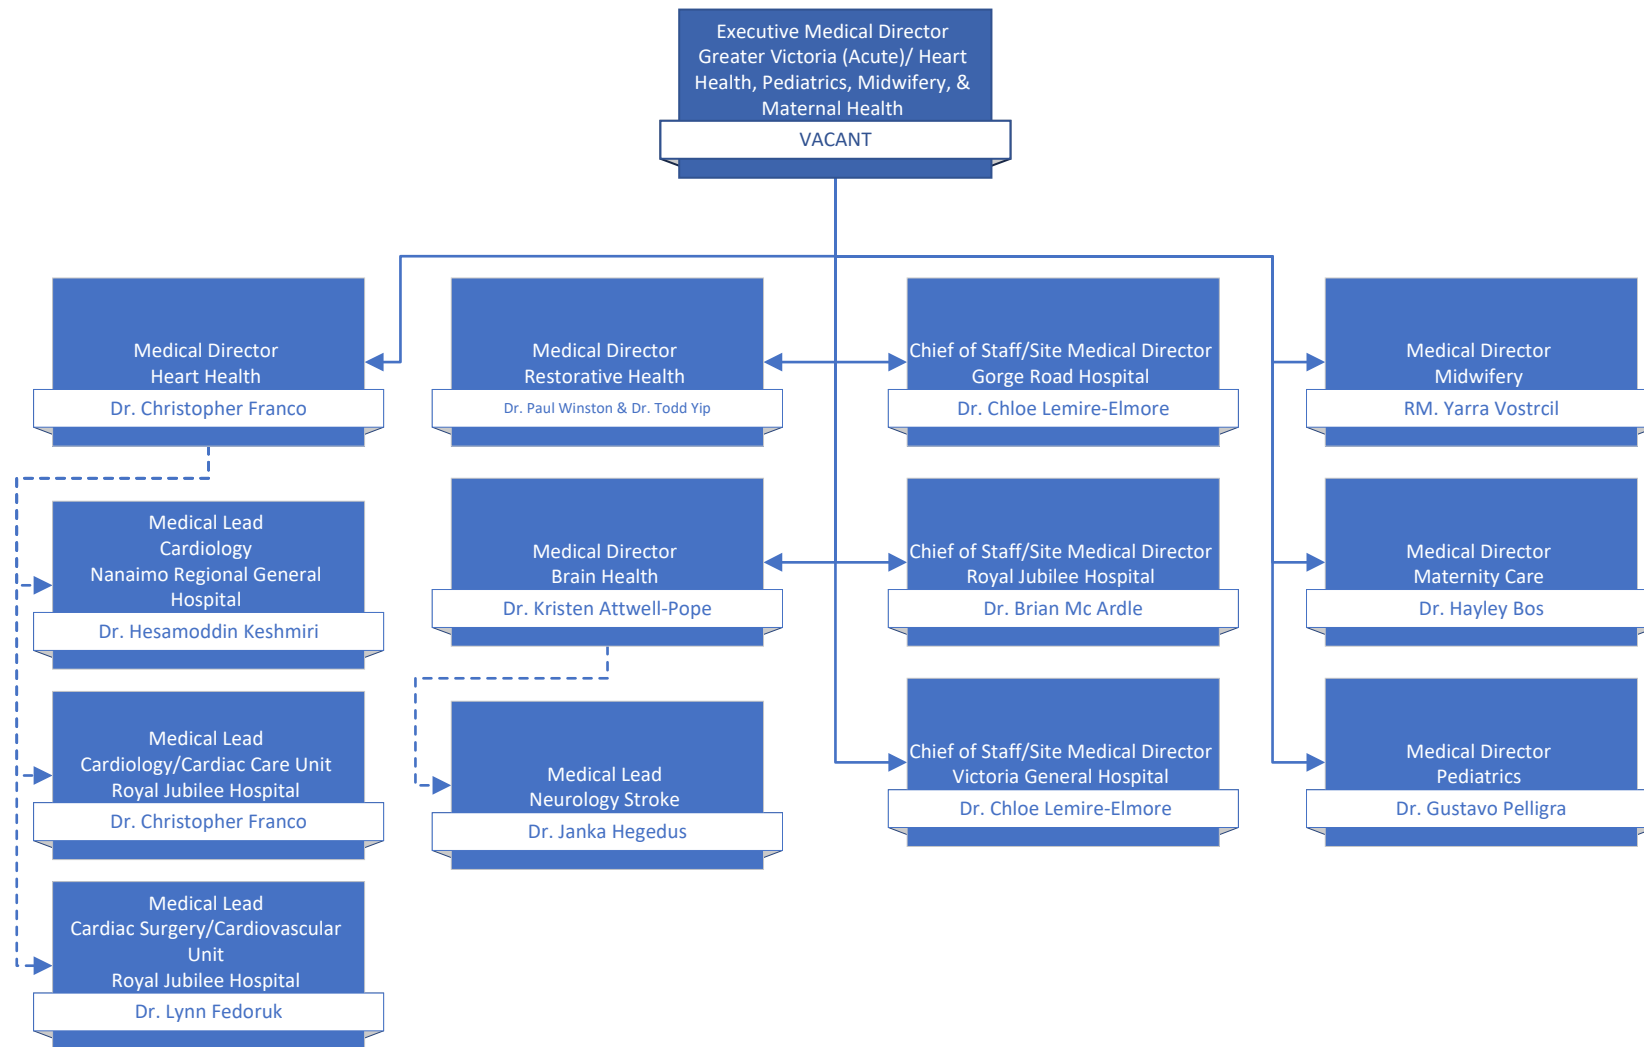 Executive Medical Director
Greater Victoria (Acute)/ Heart
Health, Pediatrics, Midwifery, &
Maternal Health
VACANT
Medical Director
Heart Health
Dr. Christopher Franco
Medical Director
Restorative Health
Dr. Paul Winston & Dr. Todd Yip
Chief of Staff/Site Medical Director
Gorge Road Hospital
Dr. Chloe Lemire-Elmore
Medical Director
Midwifery
RM. Yarra Vostrcil
Medical Lead
Cardiology
Nanaimo Regional General
Hospital
Dr. Hesamoddin Keshmiri
Medical Director
Brain Health
Dr. Kristen Attwell-Pope
Chief of Staff/Site Medical Director
Royal Jubilee Hospital
Dr. Brian Mc Ardle
Medical Director
Maternity Care
Dr. Hayley Bos
Medical Lead
Cardiology/Cardiac Care Unit
Royal Jubilee Hospital
Dr. Christopher Franco
Medical Lead
Neurology Stroke
Dr. Janka Hegedus
Chief of Staff/Site Medical Director
Victoria General Hospital
Dr. Chloe Lemire-Elmore
Medical Director
Pediatrics
Dr. Gustavo Pelligra
Medical Lead
Cardiac Surgery/Cardiovascular
Unit
Royal Jubilee Hospital
Dr. Lynn Fedoruk